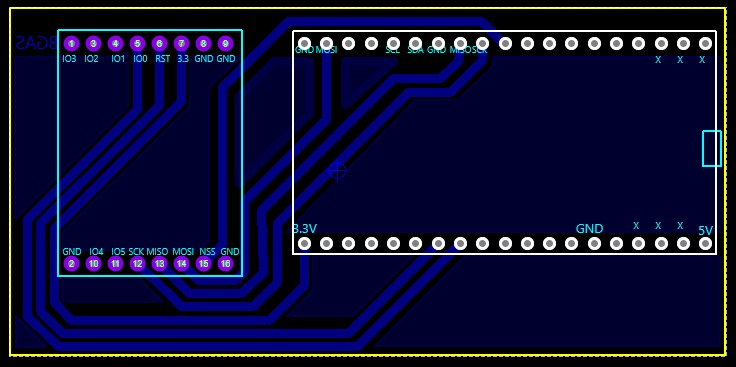 1 3 4 5 6 7 8 9
GND MOSI SCL SDA GND MISO SCK
IO3 IO2 IO1 IO0 RST 3.3 GND GND
X X X
3.3V GND X X X 5V
GND IO4 IO5 SCK MISO MOSI NSS GND
2 10 11 12 13 14 15 16